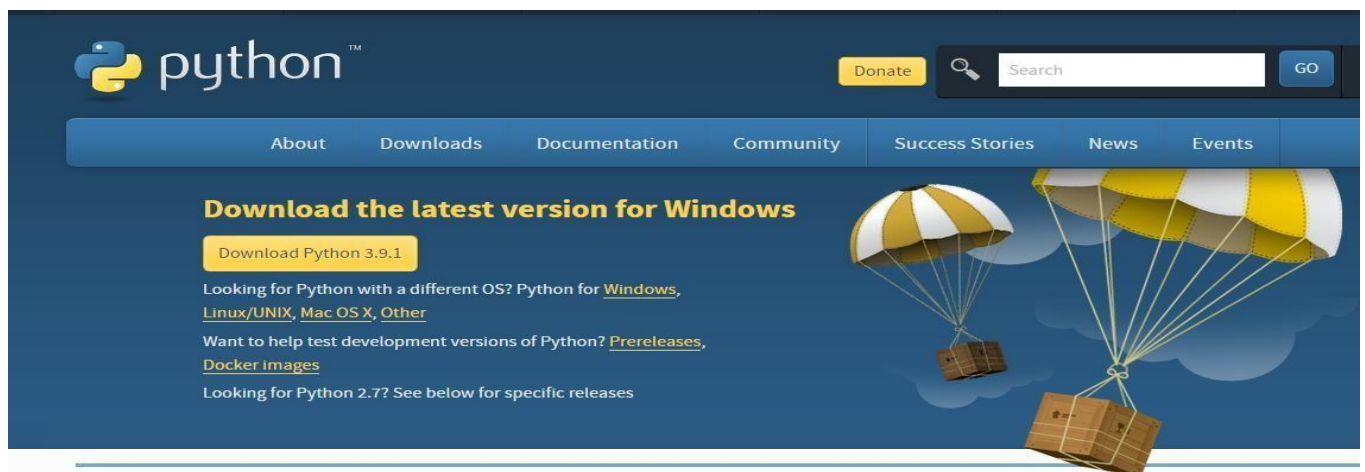 python™
Donate
Search
GO
About Downloads Documentation Community Success Stories News Events
Download the latest version for Windows
Download Python 3.9.1
Looking for Python with a different OS? Python for Windows,
Linux/UNIX, Mac OS X, Other
Want to help test development versions of Python? Prereleases,
Docker images
Looking for Python 2.7? See below for specific releases